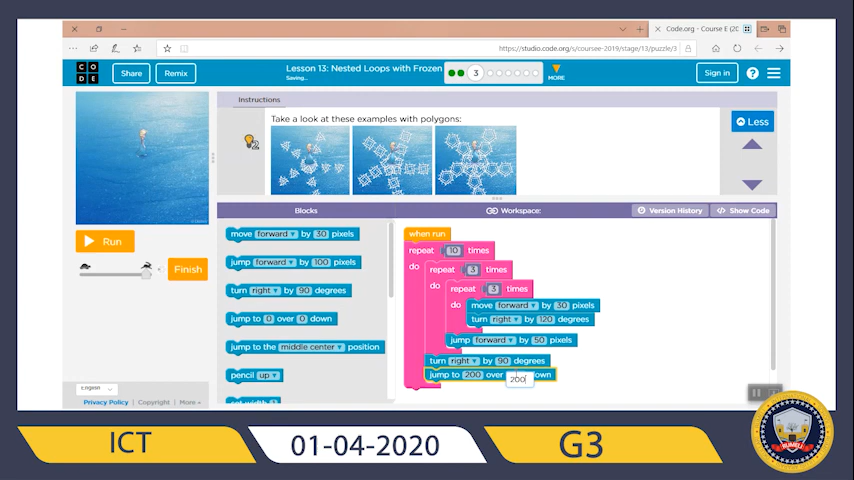 Code.org - Course E (20
https://studio.code.org/s/coursee-2019/stage/13/puzzle/3
C O
D E
Share
Remix
Lesson 13: Nested Loops with Frozen
Saving...
3
MORE
Sign in
?
Instructions
2
Take a look at these examples with polygons:
Less
Run
Finish
English
Privacy Policy | Copyright | More
Blocks
Workspace:
Version History
</> Show Code
move forward by 30 pixels
jump forward by 100 pixels
turn right by 90 degrees
jump to 0 over 0 down
jump to the middle center position
pencil up
set width 1
when run
repeat 10 times
do
repeat 3 times
do
repeat 3 times
do
move forward by 30 pixels
turn right by 120 degrees
jump forward by 50 pixels
turn right by 90 degrees
jump to 200 over 200 down
ICT
01-04-2020
G3